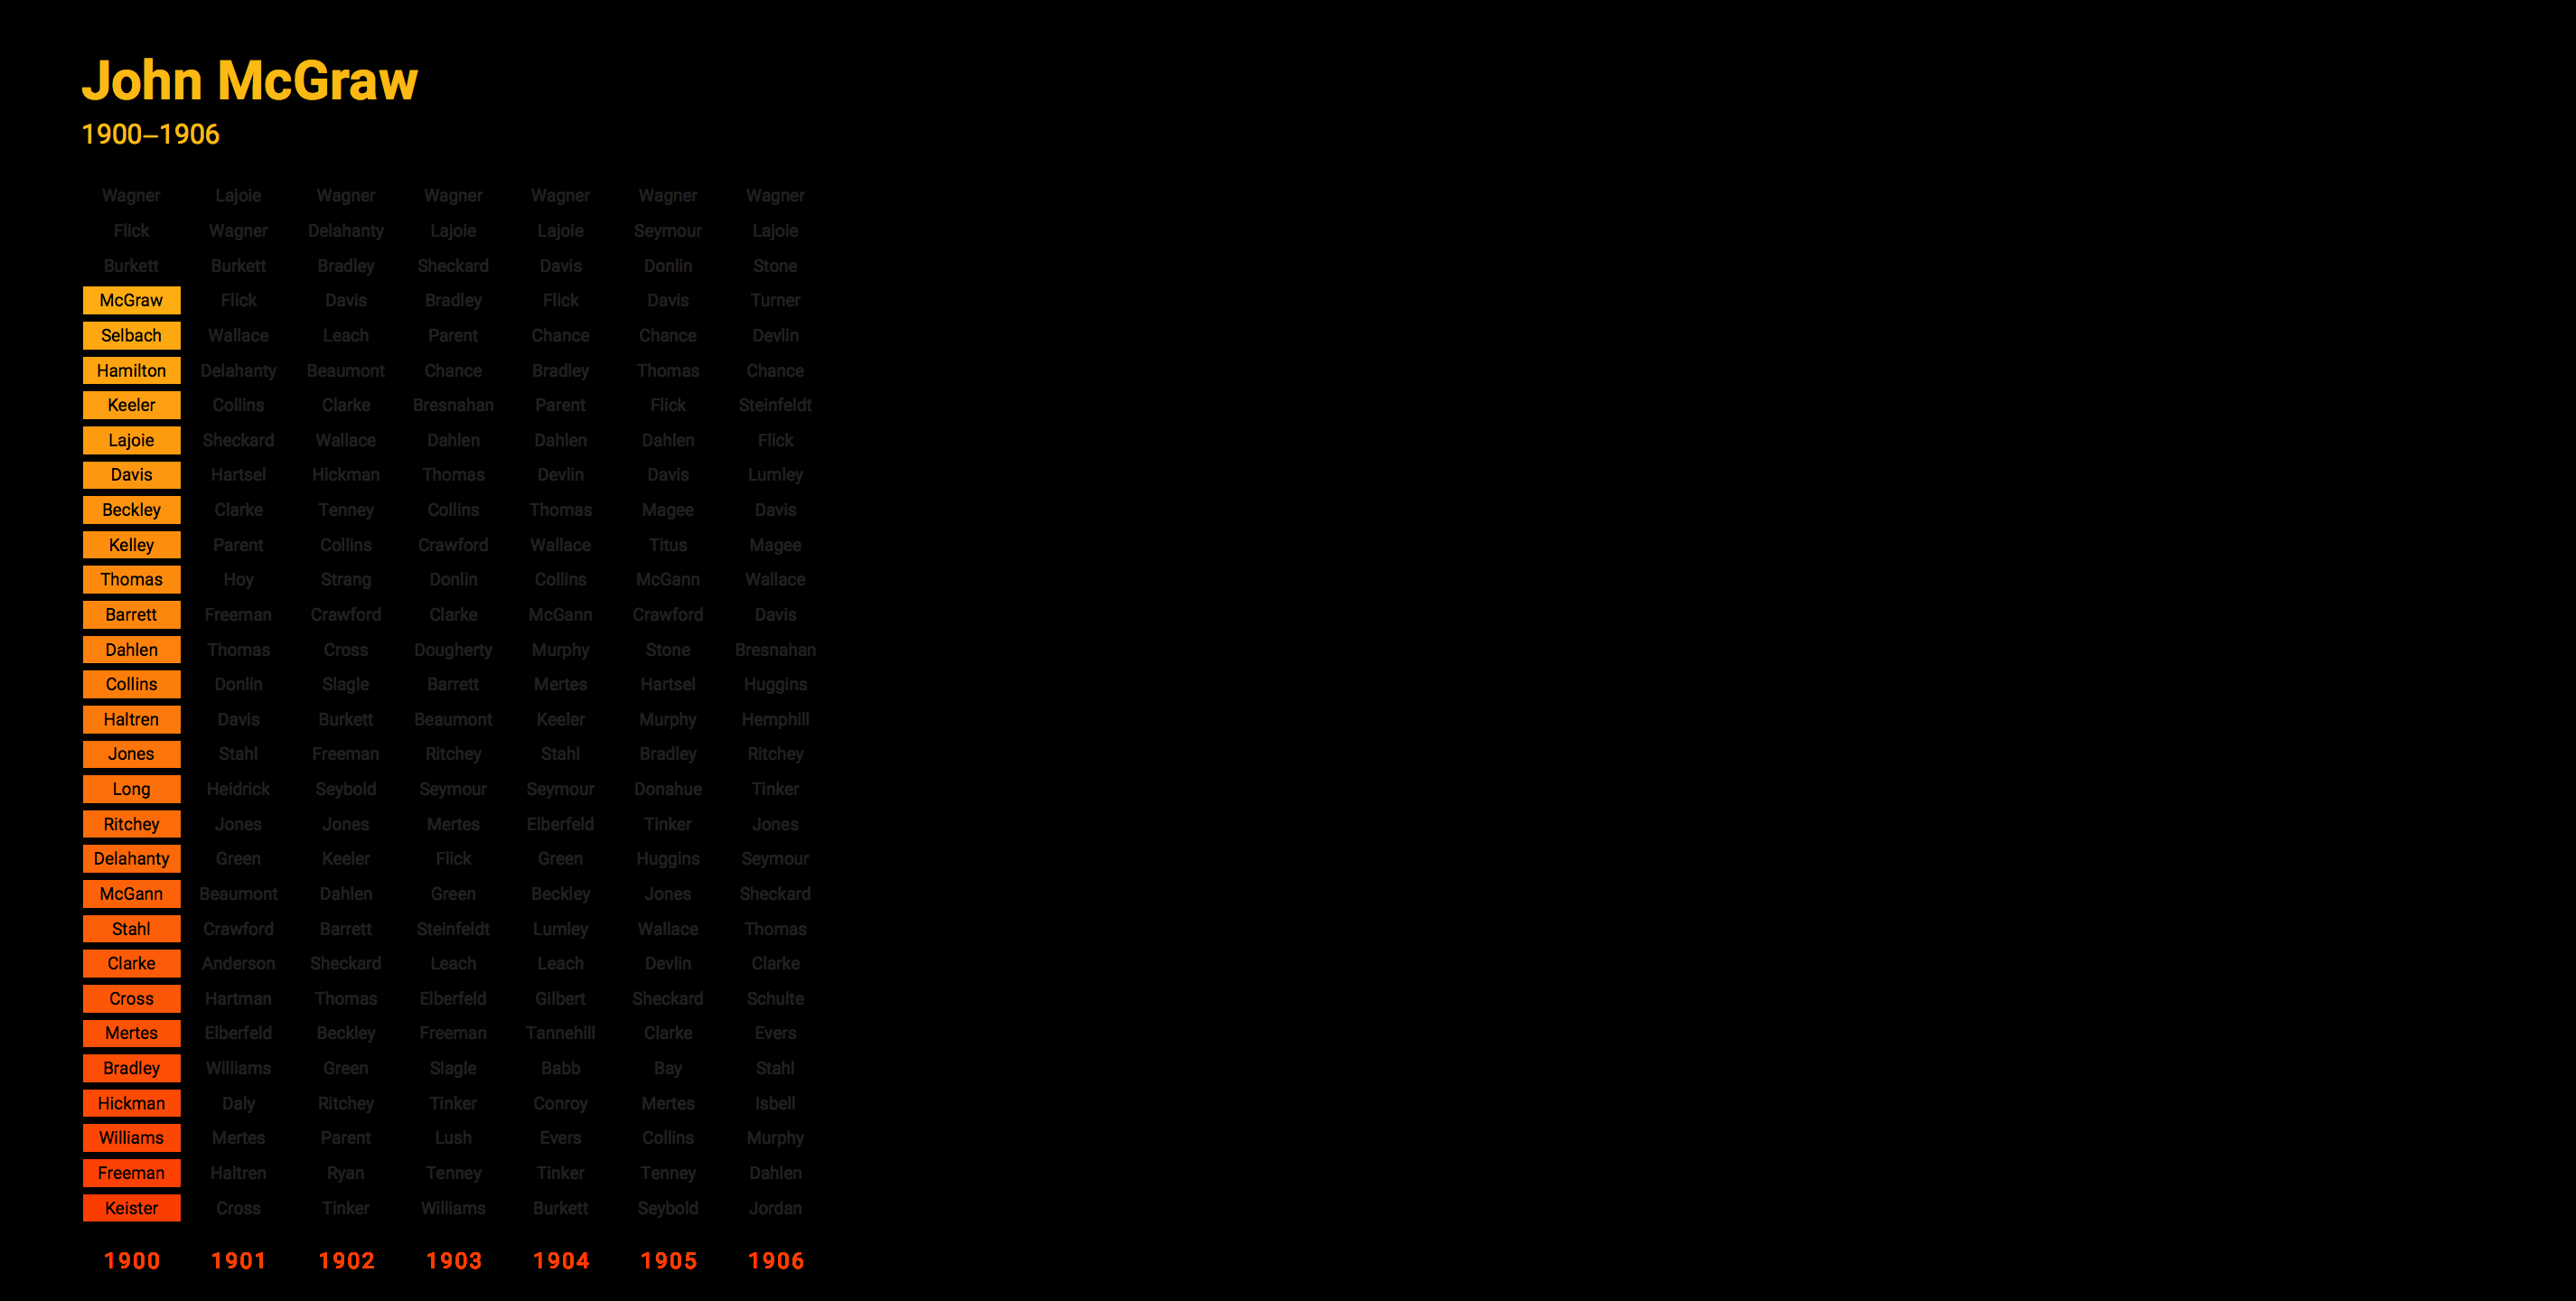 John McGraw
1900–1906
Wagner Lajoie Wagner Wagner Wagner Wagner Wagner
Flick Wagner Delahanty Lajoie Lajoie Seymour Lajoie
Burkett Burkett Bradley Sheckard Davis Donlin Stone
McGraw Flick Davis Bradley Flick Davis Turner
Selbach Wallace Leach Parent Chance Chance Devlin
Hamilton Delahanty Beaumont Chance Bradley Thomas Chance
Keeler Collins Clarke Bresnahan Parent Flick Steinfeldt
Lajoie Sheckard Wallace Dahlen Dahlen Dahlen Flick
Davis Hartsel Hickman Thomas Devlin Davis Lumley
Beckley Clarke Tenney Collins Thomas Magee Davis
Kelley Parent Collins Crawford Wallace Titus Magee
Thomas Hoy Strang Donlin Collins McGann Wallace
Barrett Freeman Crawford Clarke McGann Crawford Davis
Dahlen Thomas Cross Dougherty Murphy Stone Bresnahan
Collins Donlin Slagle Barrett Mertes Hartsel Huggins
Haltren Davis Burkett Beaumont Keeler Murphy Hemphill
Jones Stahl Freeman Ritchey Stahl Bradley Ritchey
Long Heidrick Seybold Seymour Seymour Donahue Tinker
Ritchey Jones Jones Mertes Elberfeld Tinker Jones
Delahanty Green Keeler Flick Green Huggins Seymour
McGann Beaumont Dahlen Green Beckley Jones Sheckard
Stahl Crawford Barrett Steinfeldt Lumley Wallace Thomas
Clarke Anderson Sheckard Leach Leach Devlin Clarke
Cross Hartman Thomas Elberfeld Gilbert Sheckard Schulte
Mertes Elberfeld Beckley Freeman Tannehill Clarke Evers
Bradley Williams Green Slagle Babb Bay Stahl
Hickman Daly Ritchey Tinker Conroy Mertes Isbell
Williams Mertes Parent Lush Evers Collins Murphy
Freeman Haltren Ryan Tenney Tinker Tenney Dahlen
Keister Cross Tinker Williams Burkett Seybold Jordan
1900 1901 1902 1903 1904 1905 1906